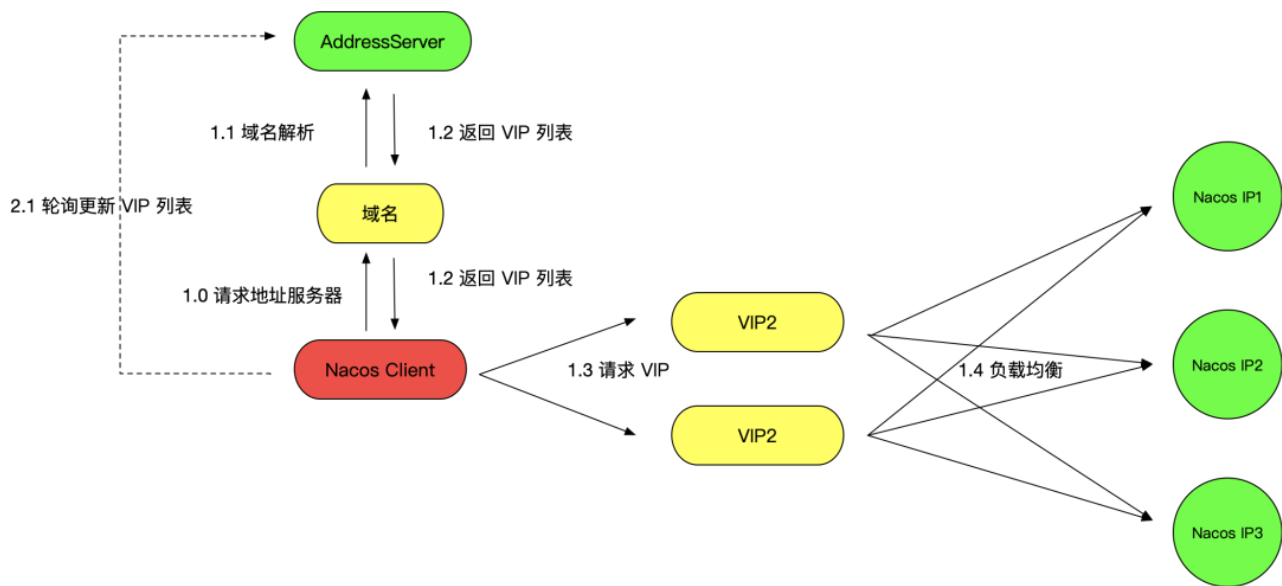 AddressServer
1.1 域名解析
1.2 返回 VIP 列表
2.1 轮询更新 VIP 列表
域名
1.0 请求地址服务器
1.2 返回 VIP 列表
Nacos Client
1.3 请求 VIP
VIP2
VIP2
1.4 负载均衡
Nacos IP1
Nacos IP2
Nacos IP3